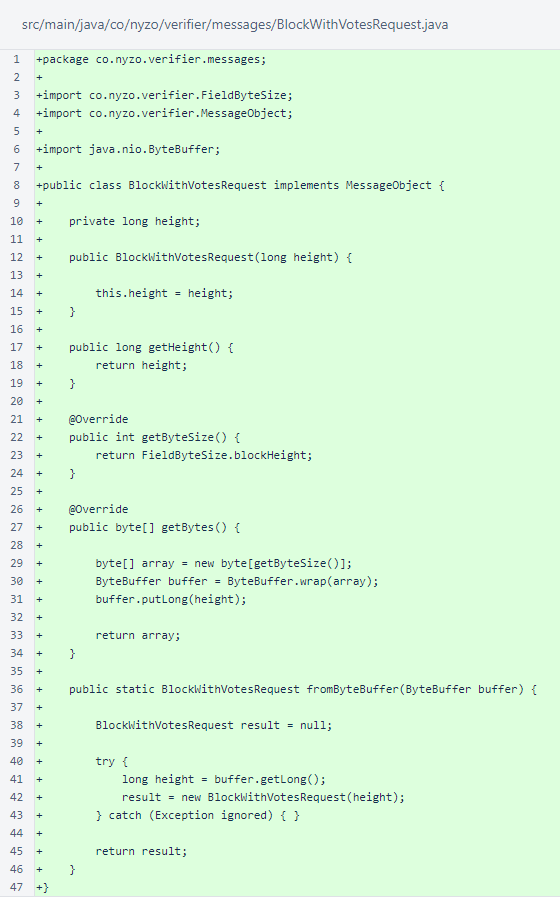 src/main/java/co/nyzo/verifier/messages/BlockWithVotesRequest.java
1 +package co.nyzo.verifier.messages;
2 +
3 +import co.nyzo.verifier.FieldByteSize;
4 +import co.nyzo.verifier.MessageObject;
5 +
6 +import java.nio.ByteBuffer;
7 +
8 +public class BlockWithVotesRequest implements MessageObject {
9 +
10 +    private long height;
11 +
12 +    public BlockWithVotesRequest(long height) {
13 +
14 +        this.height = height;
15 +    }
16 +
17 +    public long getHeight() {
18 +        return height;
19 +    }
20 +
21 +    @Override
22 +    public int getByteSize() {
23 +        return FieldByteSize.blockHeight;
24 +    }
25 +
26 +    @Override
27 +    public byte[] getBytes() {
28 +
29 +        byte[] array = new byte[getByteSize()];
30 +        ByteBuffer buffer = ByteBuffer.wrap(array);
31 +        buffer.putLong(height);
32 +
33 +        return array;
34 +    }
35 +
36 +    public static BlockWithVotesRequest fromByteBuffer(ByteBuffer buffer) {
37 +
38 +        BlockWithVotesRequest result = null;
39 +
40 +        try {
41 +            long height = buffer.getLong();
42 +            result = new BlockWithVotesRequest(height);
43 +        } catch (Exception ignored) { }
44 +
45 +        return result;
46 +    }
47 +}